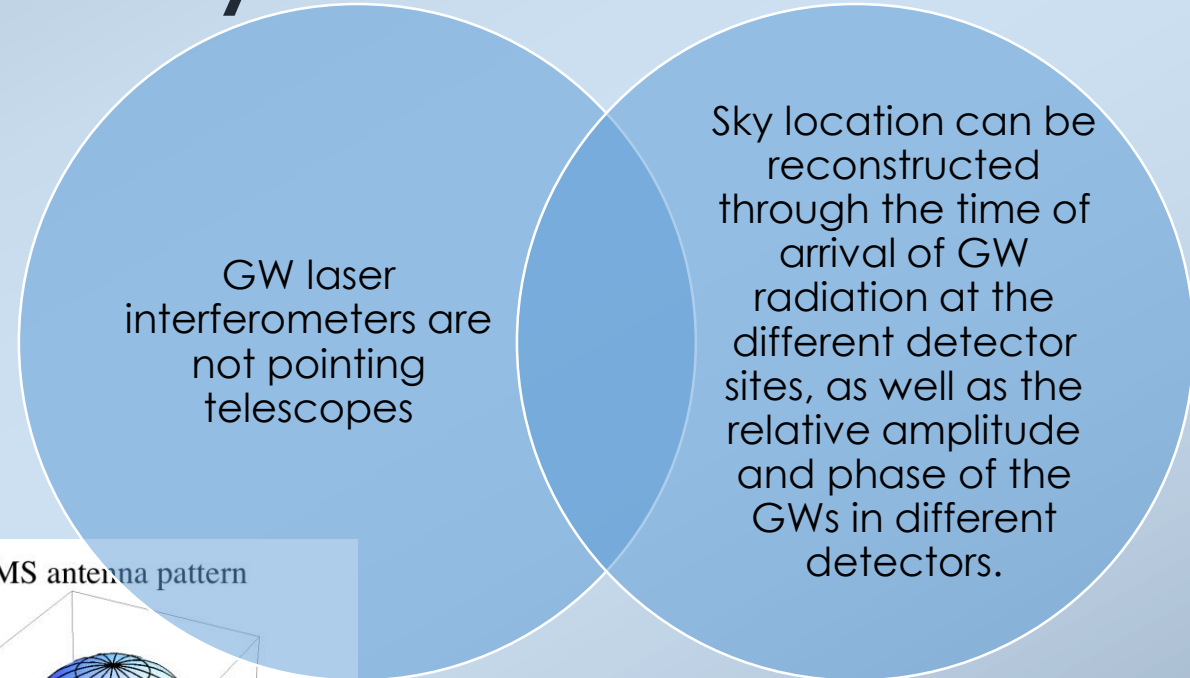 GW laser
interferometers are
not pointing
telescopes
Sky location can be
reconstructed
through the time of
arrival of GW
radiation at the
different detector
sites, as well as the
relative amplitude
and phase of the
GWs in different
detectors.
MS antenna pattern